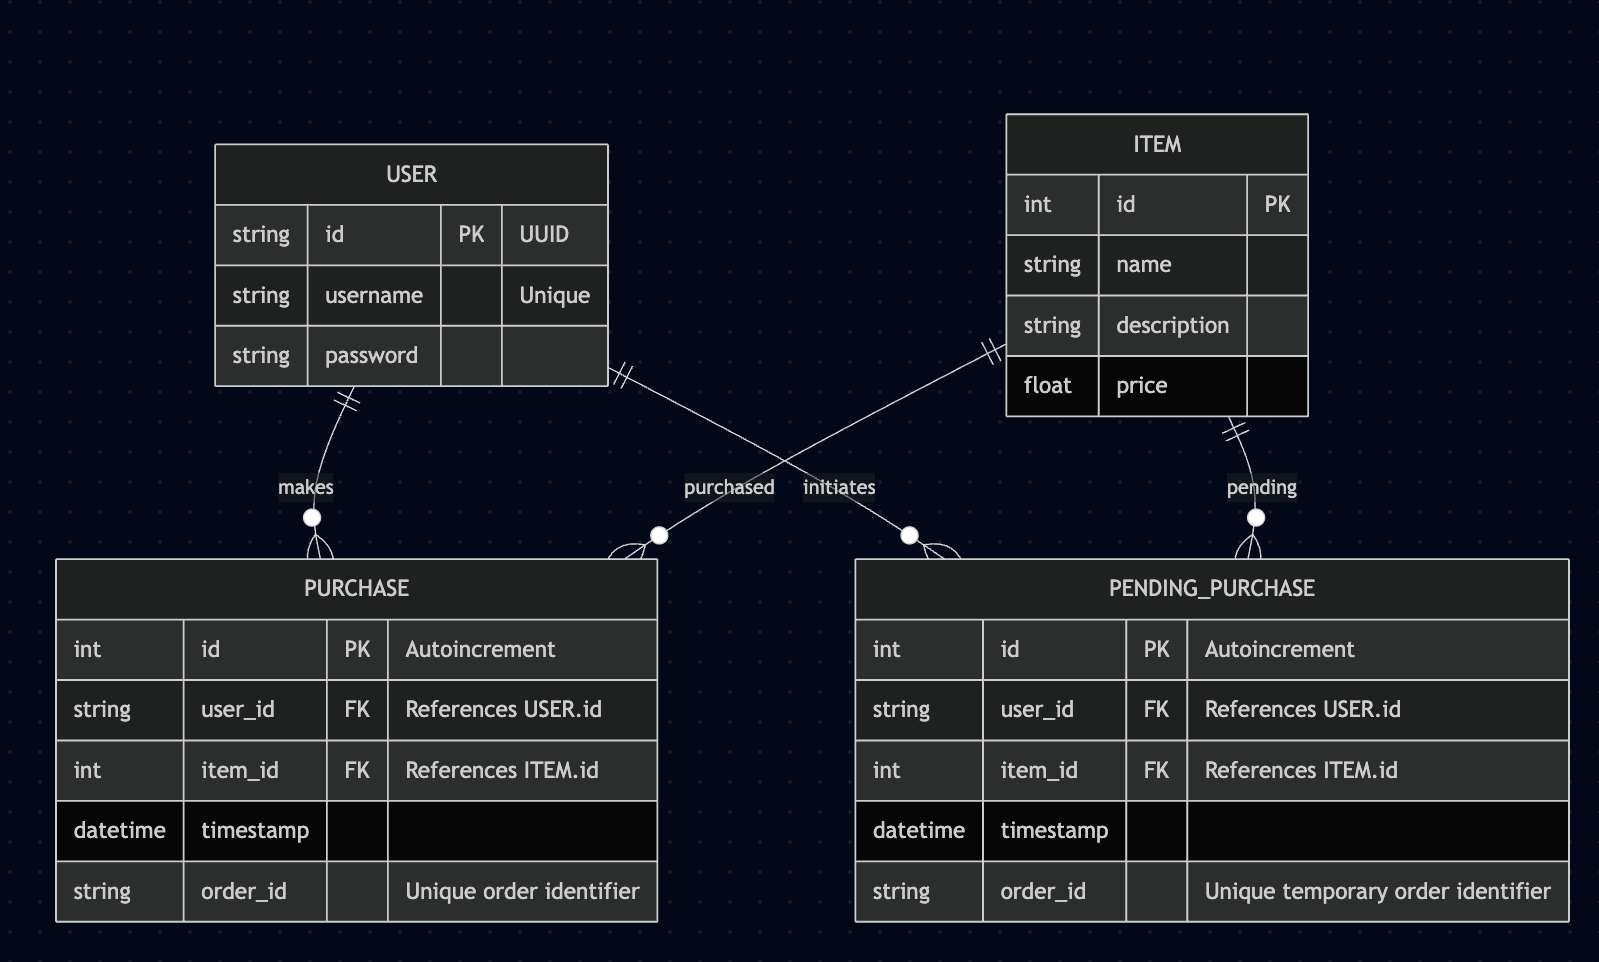 USER
string id PK UUID
string username Unique
string password
ITEM
int id PK
string name
string description
float price
makes
purchased
initiates
pending
PURCHASE
int id PK Autoincrement
string user_id FK References USER.id
int item_id FK References ITEM.id
datetime timestamp
string order_id Unique order identifier
PENDING_PURCHASE
int id PK Autoincrement
string user_id FK References USER.id
int item_id FK References ITEM.id
datetime timestamp
string order_id Unique temporary order identifier